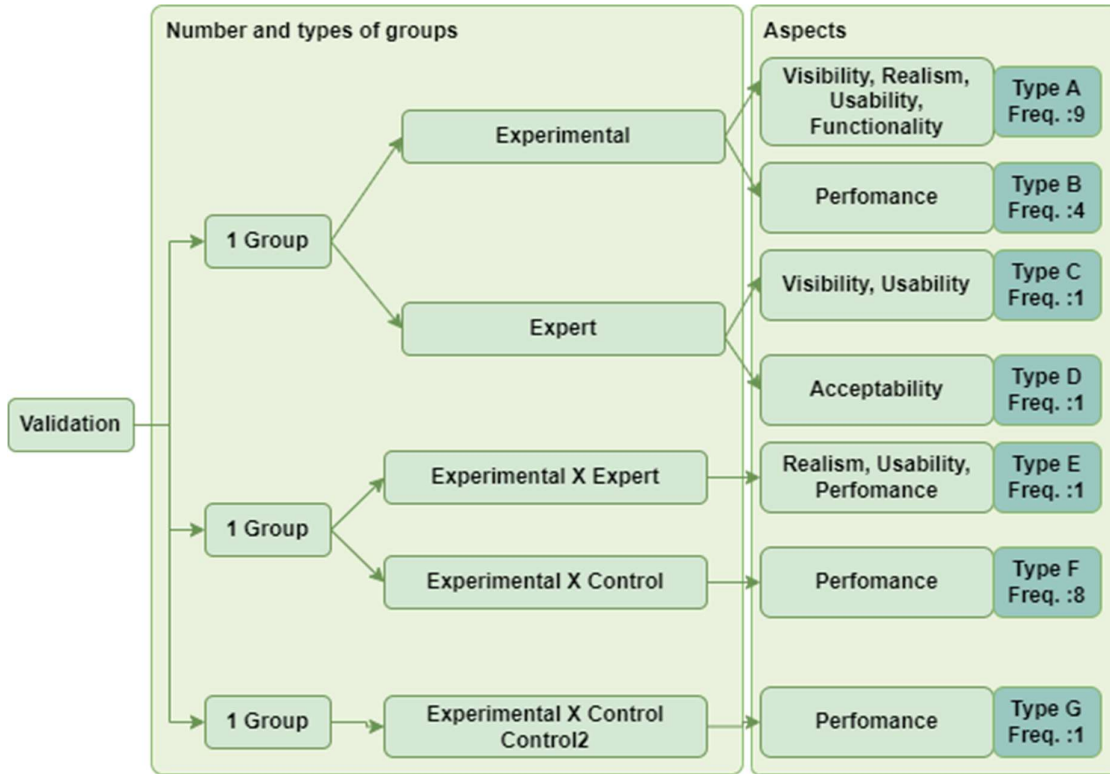 Number and types of groups
Aspects
Visibility, Realism,
Usability,
Functionality
Type A
Freq. :9
Experimental
Perfomance
Type B
Freq. :4
1 Group
Visibility, Usability
Type C
Freq. :1
Expert
Acceptability
Type D
Freq. :1
Validation
Experimental X Expert
Realism, Usability,
Perfomance
Type E
Freq. :1
1 Group
Experimental X Control
Perfomance
Type F
Freq. :8
1 Group
Experimental X Control
Control2
Perfomance
Type G
Freq. :1